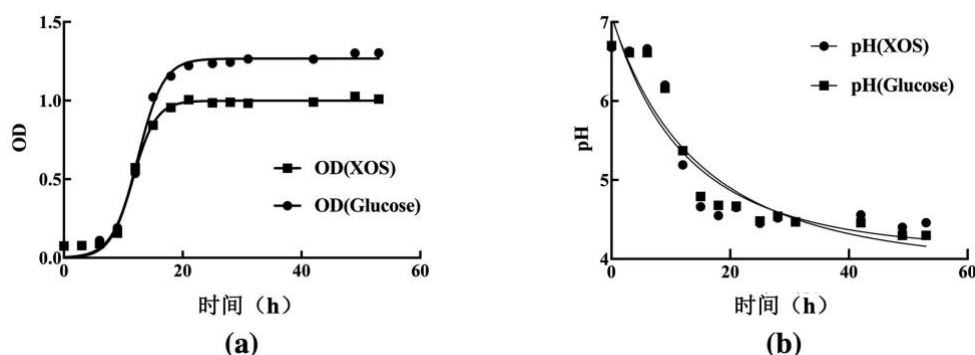 1.5
1.0
0.5
0.0
OD
OD(XOS)
OD(Glucose)
0
20
40
60
时间（h）
(a)
7
6
5
4
pH
pH(XOS)
pH(Glucose)
0
20
40
60
时间（h）
(b)